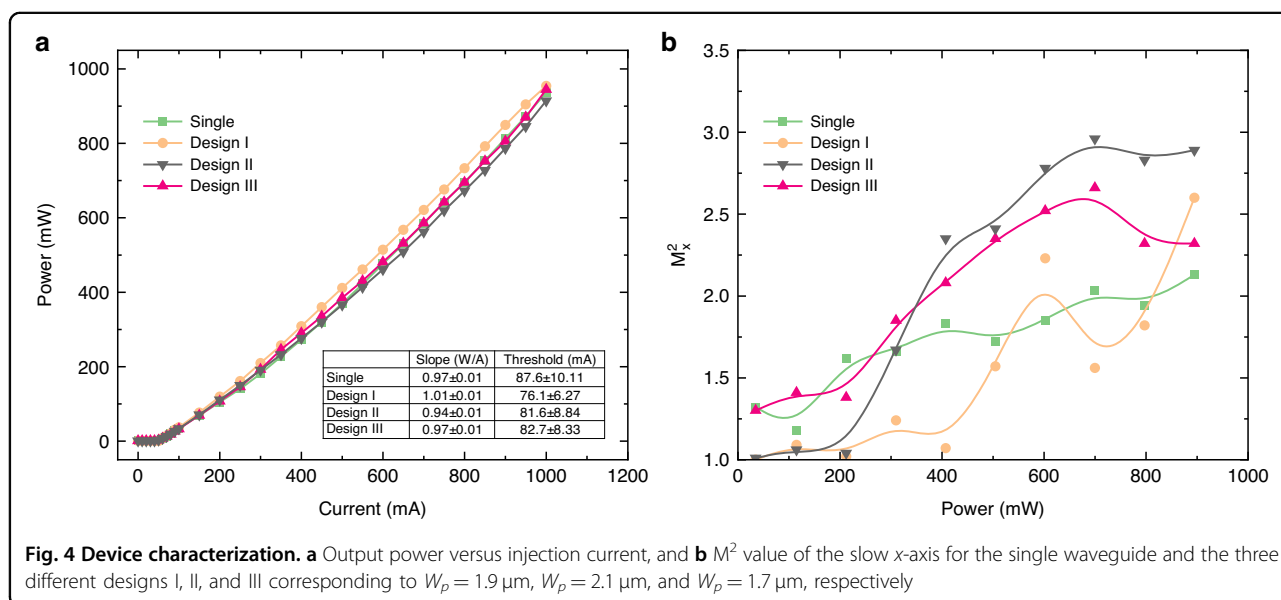 a
1000
800
600
400
200
0
Power (mW)
Single
Design I
Design II
Design III
Slope (W/A) Threshold (mA)
Single 0.97±0.01 87.6±10.11
Design I 1.01±0.01 76.1±6.27
Design II 0.94±0.01 81.6±8.84
Design III 0.97±0.01 82.7±8.33
0 200 400 600 800 1000 1200
Current (mA)
b
3.5
3.0
2.5
2.0
1.5
1.0
M²ₓ
Single
Design I
Design II
Design III
0 200 400 600 800 1000
Power (mW)
Fig. 4 Device characterization. a Output power versus injection current, and b M² value of the slow x-axis for the single waveguide and the three
different designs I, II, and III corresponding to Wₚ = 1.9 μm, Wₚ = 2.1 μm, and Wₚ = 1.7 μm, respectively